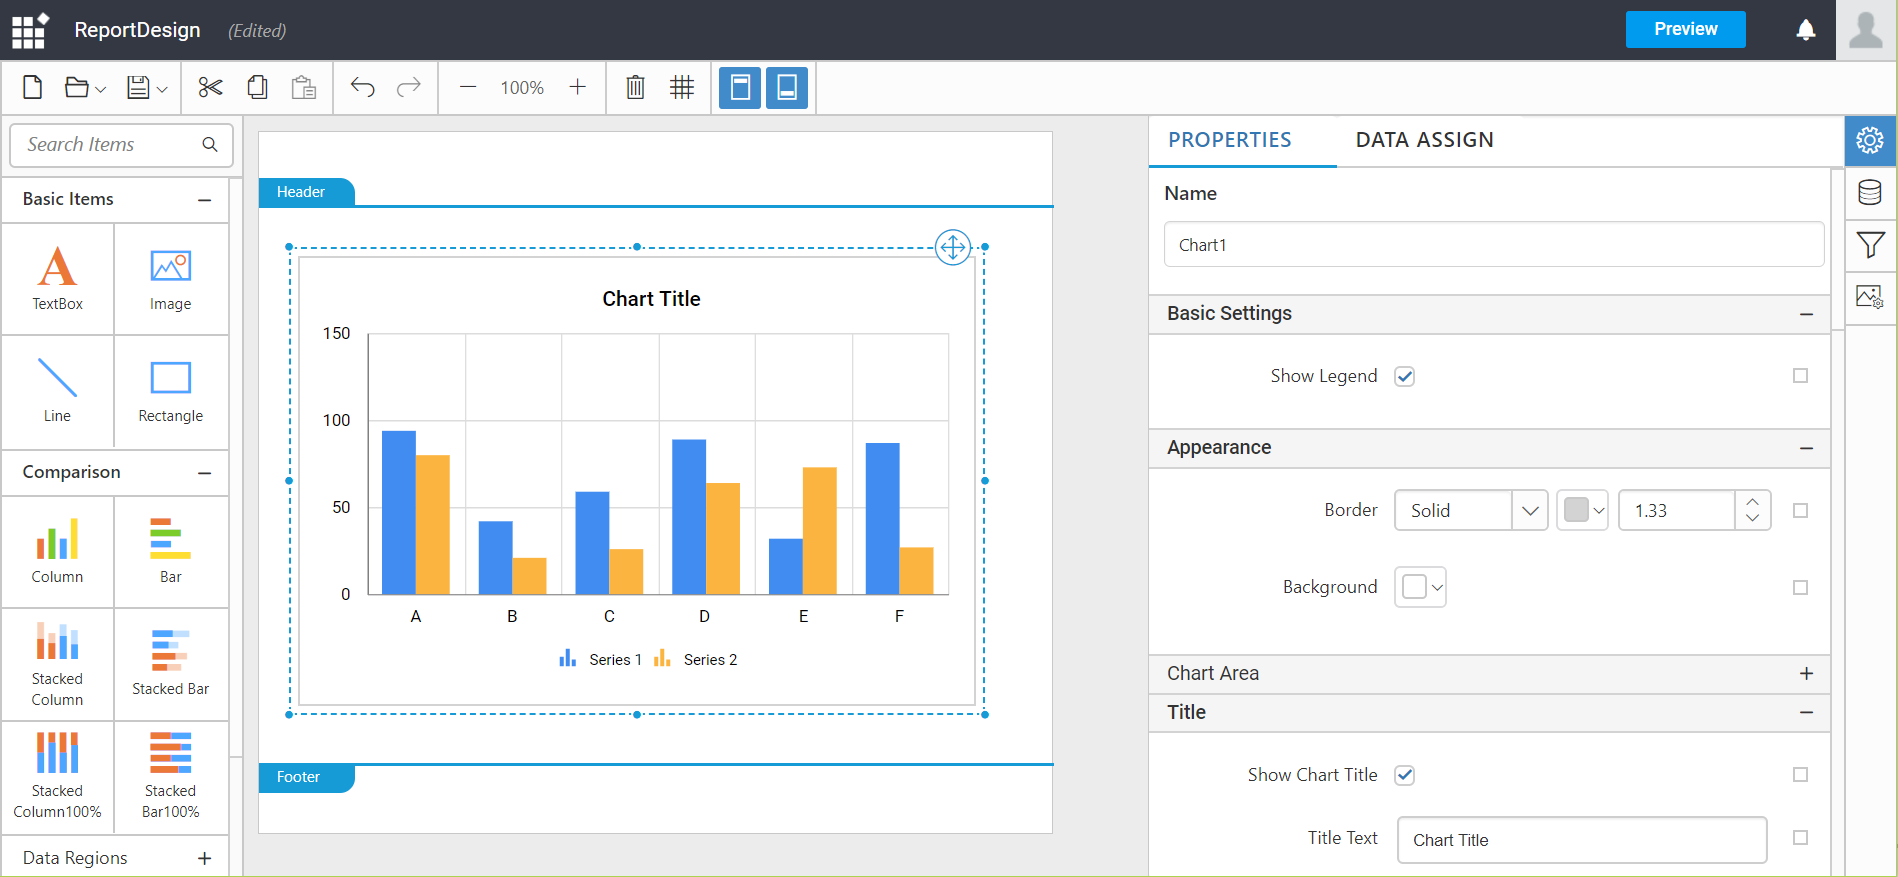 ReportDesign (Edited) Preview
100%
Search Items
Basic Items
TextBox Image
Line Rectangle
Comparison
Column Bar
Stacked
Column
Stacked Bar
Stacked
Column100%
Stacked
Bar100%
Data Regions
Header
Chart Title
150
100
50
0
A B C D E F
Series 1 Series 2
Footer
PROPERTIES DATA ASSIGN
Name
Chart1
Basic Settings
Show Legend
Appearance
Border Solid 1.33
Background
Chart Area
Title
Show Chart Title
Title Text Chart Title